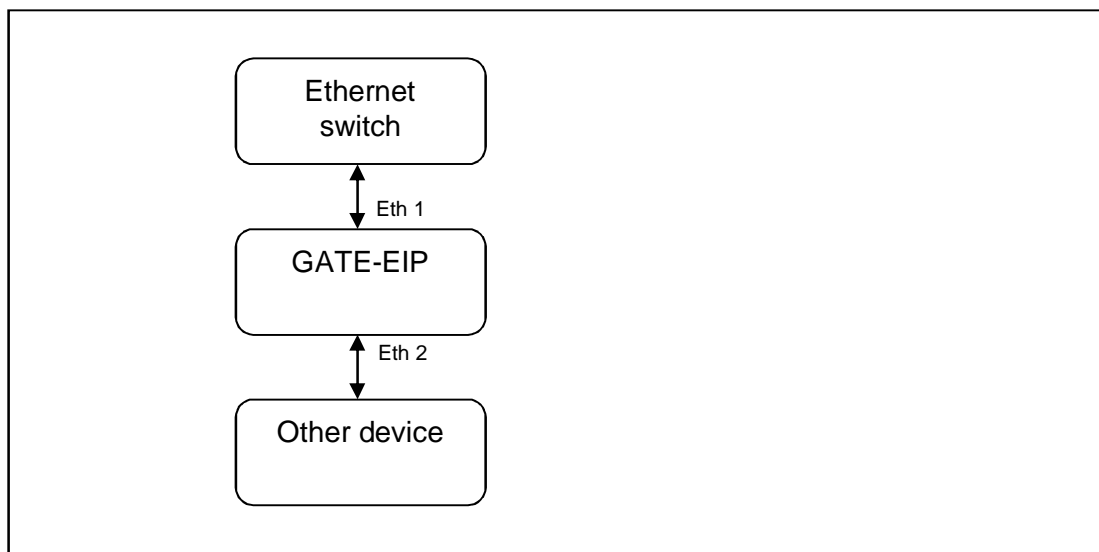 Ethernet
switch
Eth 1
GATE-EIP
Eth 2
Other device